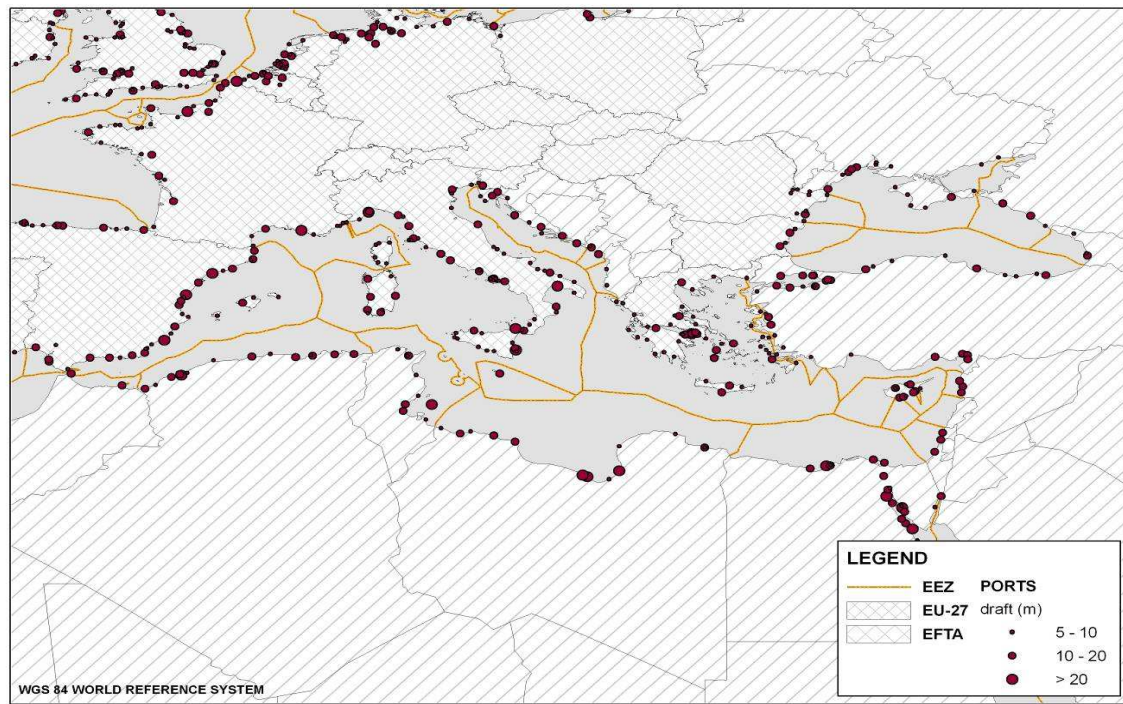 LEGEND
EEZ PORTS
EU-27 draft (m)
EFTA 5 - 10
10 - 20
> 20
WGS 84 WORLD REFERENCE SYSTEM